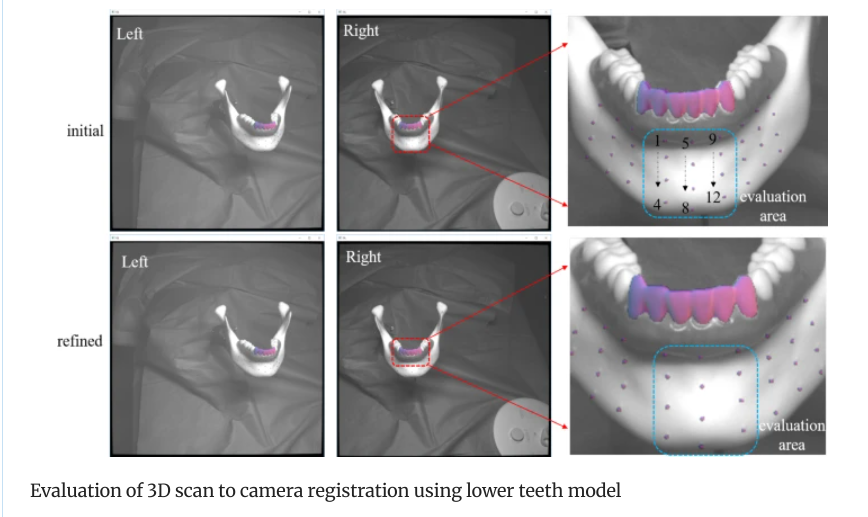 Left
Right
initial
1 5 9
4 8 12
evaluation
area
Left
Right
refined
evaluation
area
Evaluation of 3D scan to camera registration using lower teeth model